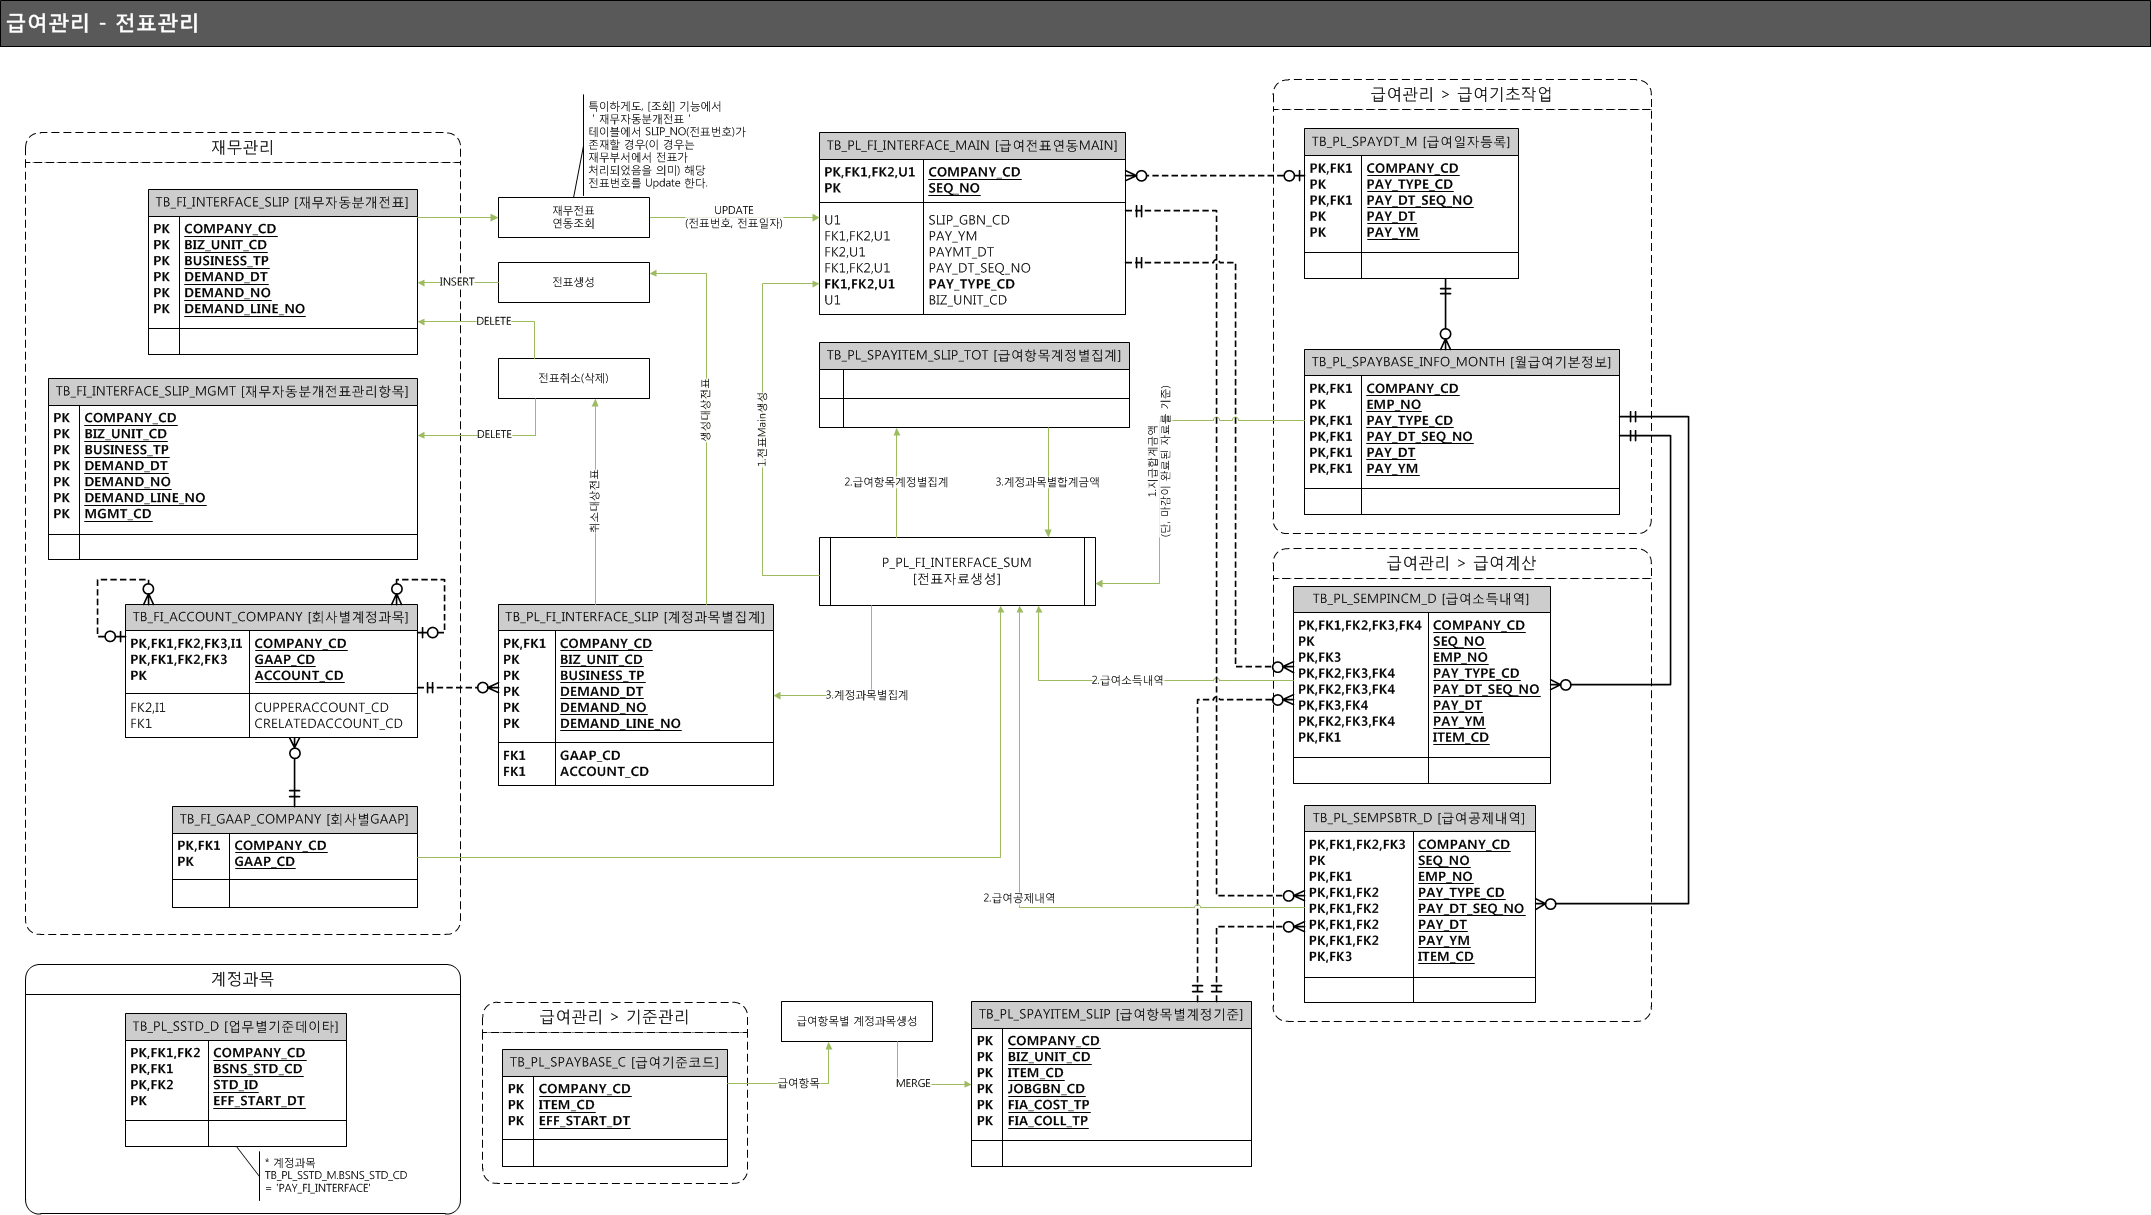 급여관리 - 전표관리
재무관리
TB_FI_INTERFACE_SLIP [재무자동분개전표]
PK COMPANY_CD
PK BIZ_UNIT_CD
PK BUSINESS_TP
PK DEMAND_DT
PK DEMAND_NO
PK DEMAND_LINE_NO
TB_FI_INTERFACE_SLIP_MGMT [재무자동분개전표관리항목]
PK COMPANY_CD
PK BIZ_UNIT_CD
PK BUSINESS_TP
PK DEMAND_DT
PK DEMAND_NO
PK DEMAND_LINE_NO
PK MGMT_CD
TB_FI_ACCOUNT_COMPANY [회사별계정과목]
PK,FK1,FK2,FK3,I1 COMPANY_CD
PK,FK1,FK2,FK3 GAAP_CD
PK ACCOUNT_CD
FK2,I1 CUPPERACCOUNT_CD
FK1 CRELATEDACCOUNT_CD
TB_FI_GAAP_COMPANY [회사별GAAP]
PK,FK1 COMPANY_CD
PK GAAP_CD
계정과목
TB_PL_SSTD_D [업무별기준데이타]
PK,FK1,FK2 COMPANY_CD
PK,FK1 BSNS_STD_CD
PK,FK2 STD_ID
PK EFF_START_DT
* 계정과목
TB_PL_SSTD_M.BSNS_STD_CD
= 'PAY_FI_INTERFACE'
특이하게도, [조회] 기능에서
' 재무자동분개전표 '
테이블에서 SLIP_NO(전표번호)가
존재할 경우(이 경우는
재무부서에서 전표가
처리되었음을 의미) 해당
전표번호를 Update 한다.
재무전표
연동조회
UPDATE
(전표번호, 전표일자)
전표생성
INSERT
DELETE
전표취소(삭제)
DELETE
취소대상전표
생성대상전표
1.전표Main생성
TB_PL_FI_INTERFACE_SLIP [계정과목별집계]
PK,FK1 COMPANY_CD
PK BIZ_UNIT_CD
PK BUSINESS_TP
PK DEMAND_DT
PK DEMAND_NO
PK DEMAND_LINE_NO
FK1 GAAP_CD
FK1 ACCOUNT_CD
TB_PL_FI_INTERFACE_MAIN [급여전표연동MAIN]
PK,FK1,FK2,U1 COMPANY_CD
PK SEQ_NO
U1 SLIP_GBN_CD
FK1,FK2,U1 PAY_YM
FK2,U1 PAYMT_DT
FK1,FK2,U1 PAY_DT_SEQ_NO
FK1,FK2,U1 PAY_TYPE_CD
U1 BIZ_UNIT_CD
TB_PL_SPAYITEM_SLIP_TOT [급여항목계정별집계]
2.급여항목계정별집계
3.계정과목별합계금액
1.지급합계금액
(단, 마감이 완료된 자료를 기준)
P_PL_FI_INTERFACE_SUM
[전표자료생성]
3.계정과목별집계
2.급여소득내역
2.급여공제내역
급여관리 > 급여기초작업
TB_PL_SPAYDT_M [급여일자등록]
PK,FK1 COMPANY_CD
PK PAY_TYPE_CD
PK,FK1 PAY_DT_SEQ_NO
PK PAY_DT
PK PAY_YM
TB_PL_SPAYBASE_INFO_MONTH [월급여기본정보]
PK,FK1 COMPANY_CD
PK EMP_NO
PK,FK1 PAY_TYPE_CD
PK,FK1 PAY_DT_SEQ_NO
PK,FK1 PAY_DT
PK,FK1 PAY_YM
급여관리 > 급여계산
TB_PL_SEMPINCM_D [급여소득내역]
PK,FK1,FK2,FK3,FK4 COMPANY_CD
PK SEQ_NO
PK,FK3 EMP_NO
PK,FK2,FK3,FK4 PAY_TYPE_CD
PK,FK2,FK3,FK4 PAY_DT_SEQ_NO
PK,FK3,FK4 PAY_DT
PK,FK2,FK3,FK4 PAY_YM
PK,FK1 ITEM_CD
TB_PL_SEMPSBTR_D [급여공제내역]
PK,FK1,FK2,FK3 COMPANY_CD
PK SEQ_NO
PK,FK1 EMP_NO
PK,FK1,FK2 PAY_TYPE_CD
PK,FK1,FK2 PAY_DT_SEQ_NO
PK,FK1,FK2 PAY_DT
PK,FK1,FK2 PAY_YM
PK,FK3 ITEM_CD
급여관리 > 기준관리
TB_PL_SPAYBASE_C [급여기준코드]
PK COMPANY_CD
PK ITEM_CD
PK EFF_START_DT
급여항목
급여항목별 계정과목생성
MERGE
TB_PL_SPAYITEM_SLIP [급여항목별계정기준]
PK COMPANY_CD
PK BIZ_UNIT_CD
PK ITEM_CD
PK JOBGBN_CD
PK FIA_COST_TP
PK FIA_COLL_TP